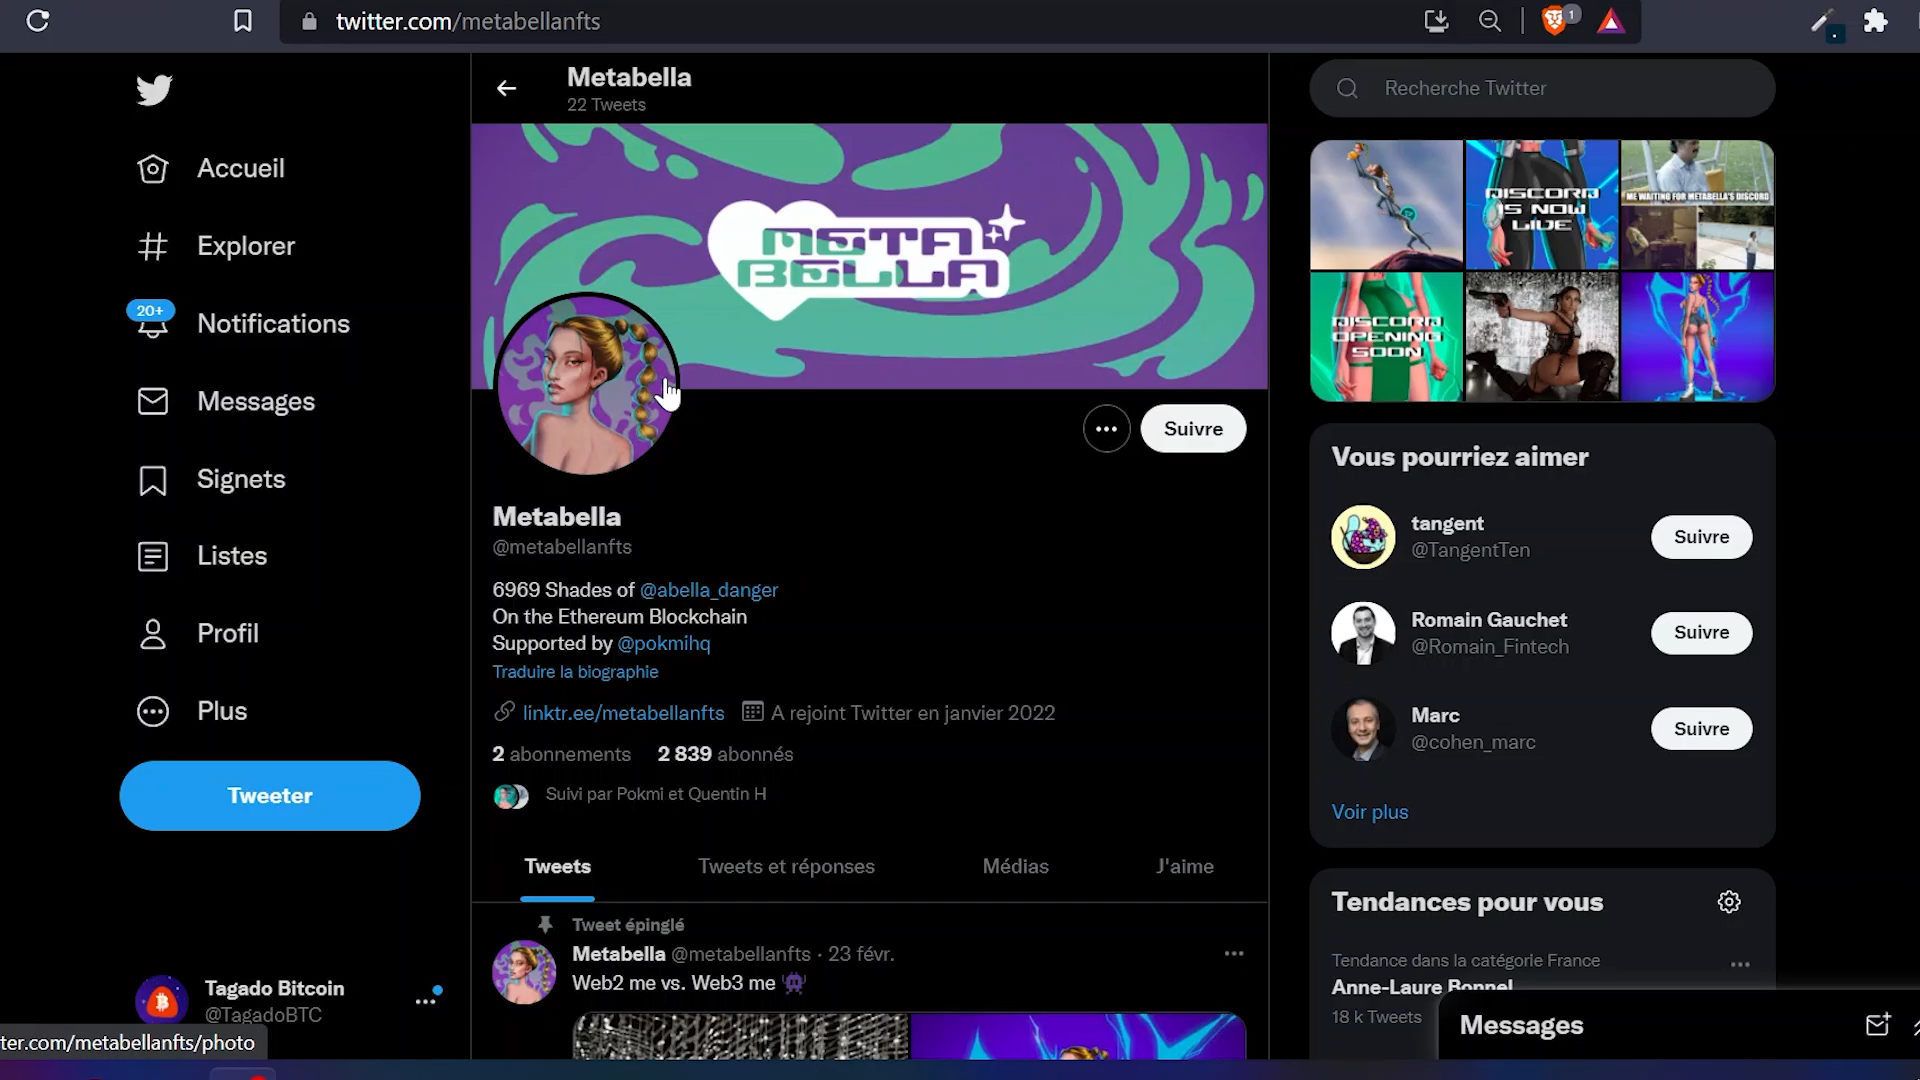 twitter.com/metabellanfts
1
Accueil
Explorer
20+
Notifications
Messages
Signets
Listes
Profil
Plus
Tweeter
Tagado Bitcoin
@TagadoBTC
ter.com/metabellanfts/photo
Metabella
22 Tweets
META
BELLA
Suivre
Metabella
@metabellanfts
6969 Shades of @abella_danger
On the Ethereum Blockchain
Supported by @pokmihq
Traduire la biographie
linktr.ee/metabellanfts A rejoint Twitter en janvier 2022
2 abonnements 2 839 abonnés
Suivi par Pokmi et Quentin H
Tweets Tweets et réponses Médias J'aime
Tweet épinglé
Metabella @metabellanfts · 23 févr.
Web2 me vs. Web3 me
Recherche Twitter
DISCORD
IS NOW
LIVE
ME WAITING FOR METABELLA'S DISCORD
DISCORD
OPENING
SOON
Vous pourriez aimer
tangent
@TangentTen
Suivre
Romain Gauchet
@Romain_Fintech
Suivre
Marc
@cohen_marc
Suivre
Voir plus
Tendances pour vous
Tendance dans la catégorie France
Anne-Laure Bonnel
18 k Tweets
Messages